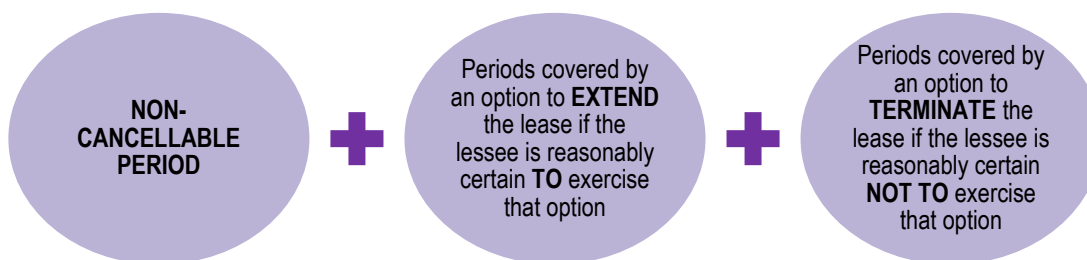 NON-
CANCELLABLE
PERIOD
Periods covered by
an option to EXTEND
the lease if the
lessee is reasonably
certain TO exercise
that option
Periods covered by
an option to
TERMINATE the
lease if the lessee is
reasonably certain
NOT TO exercise
that option